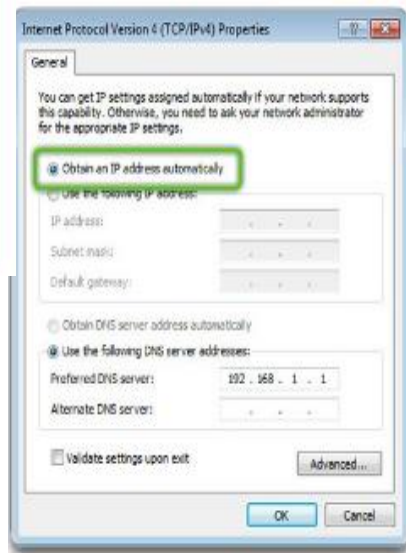 Internet Protocol Version 4 (TCP/IPv4) Properties
General
You can get IP settings assigned automatically if your network supports
this capability. Otherwise, you need to ask your network administrator
for the appropriate IP settings.
Obtain an IP address automatically
Use the following IP address:
IP address:
Subnet mask:
Default gateway:
Obtain DNS server address automatically
Use the following DNS server addresses:
Preferred DNS server: 192 . 168 . 1 . 1
Alternate DNS server:
Validate settings upon exit
Advanced...
OK Cancel